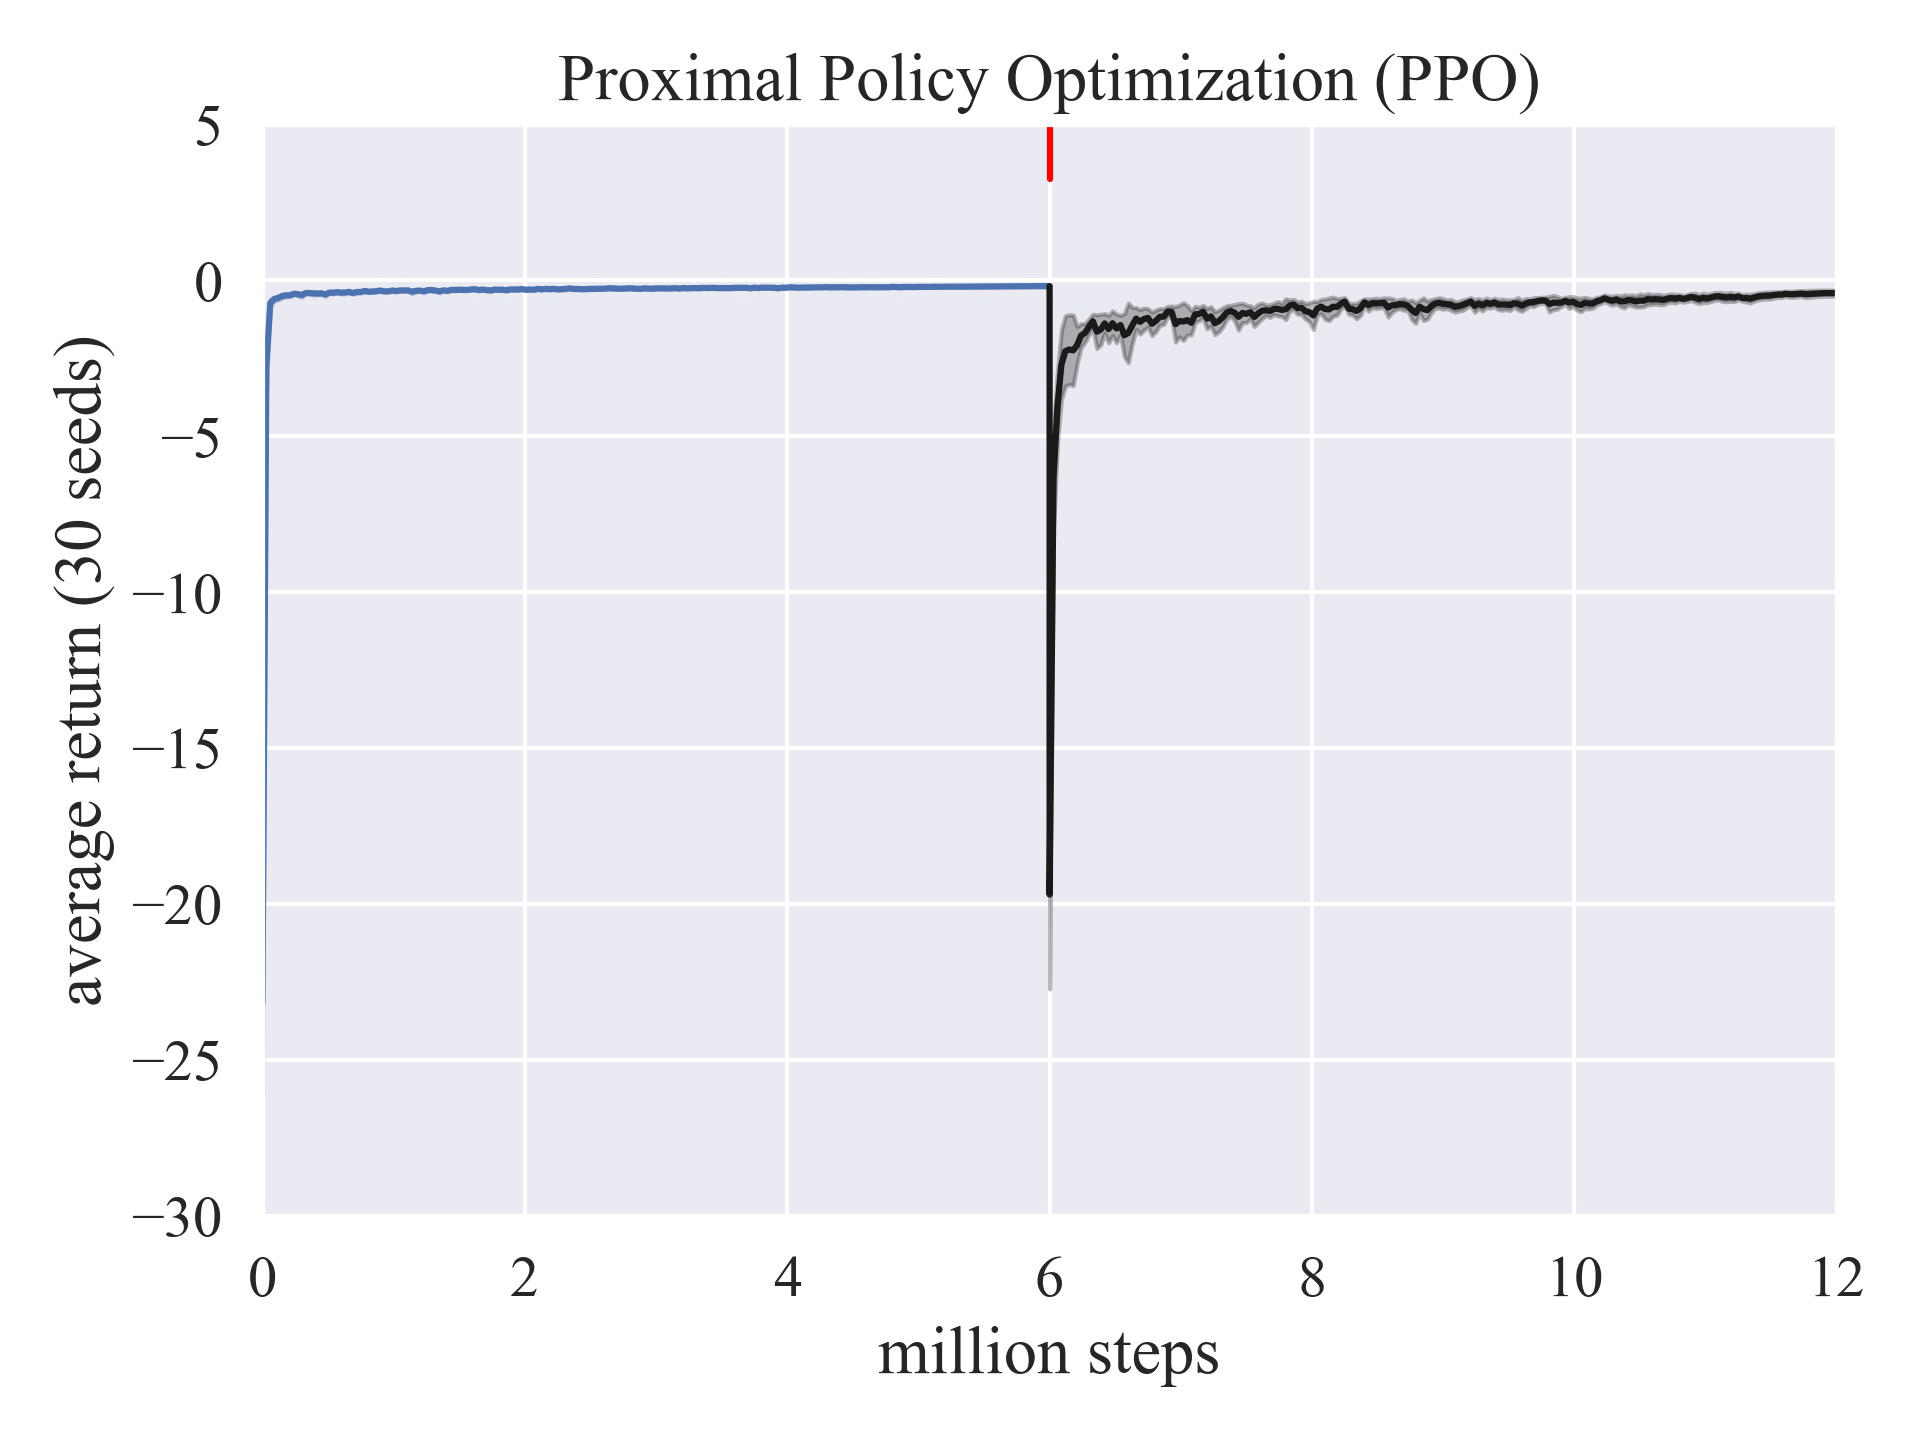 Proximal Policy Optimization (PPO)
5
0
−5
−10
−15
−20
−25
−30
average return (30 seeds)
0 2 4 6 8 10 12
million steps